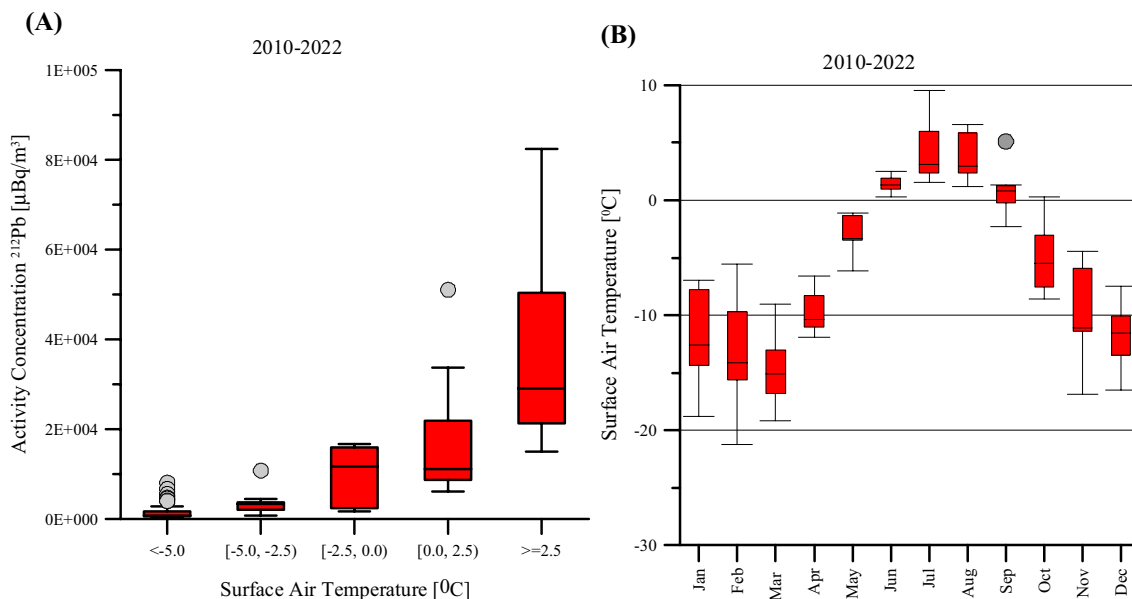 (A)
2010-2022
1E+005
8E+004
6E+004
4E+004
2E+004
0E+000
Activity Concentration ²¹²Pb [µBq/m³]
<-5.0 [-5.0, -2.5) [-2.5, 0.0) [0.0, 2.5) >=2.5
Surface Air Temperature [⁰C]
(B)
2010-2022
10
0
-10
-20
-30
Surface Air Temperature [⁰C]
Jan Feb Mar Apr May Jun Jul Aug Sep Oct Nov Dec